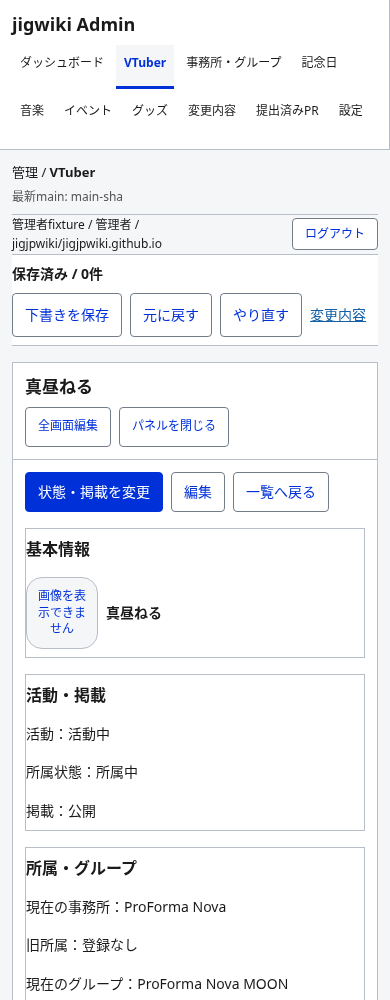 jigwiki Admin
ダッシュボード VTuber 事務所・グループ 記念日
音楽 イベント グッズ 変更内容 提出済みPR 設定
管理 / VTuber
最新main: main-sha
管理者fixture / 管理者 /
jigjpwiki/jigjpwiki.github.io
ログアウト
保存済み / 0件
下書きを保存 元に戻す やり直す 変更内容
真昼ねる
全画面編集 パネルを閉じる
状態・掲載を変更 編集 一覧へ戻る
基本情報
画像を表
示できま
せん
真昼ねる
活動・掲載
活動：活動中
所属状態：所属中
掲載：公開
所属・グループ
現在の事務所：ProForma Nova
旧所属：登録なし
現在のグループ：ProForma Nova MOON